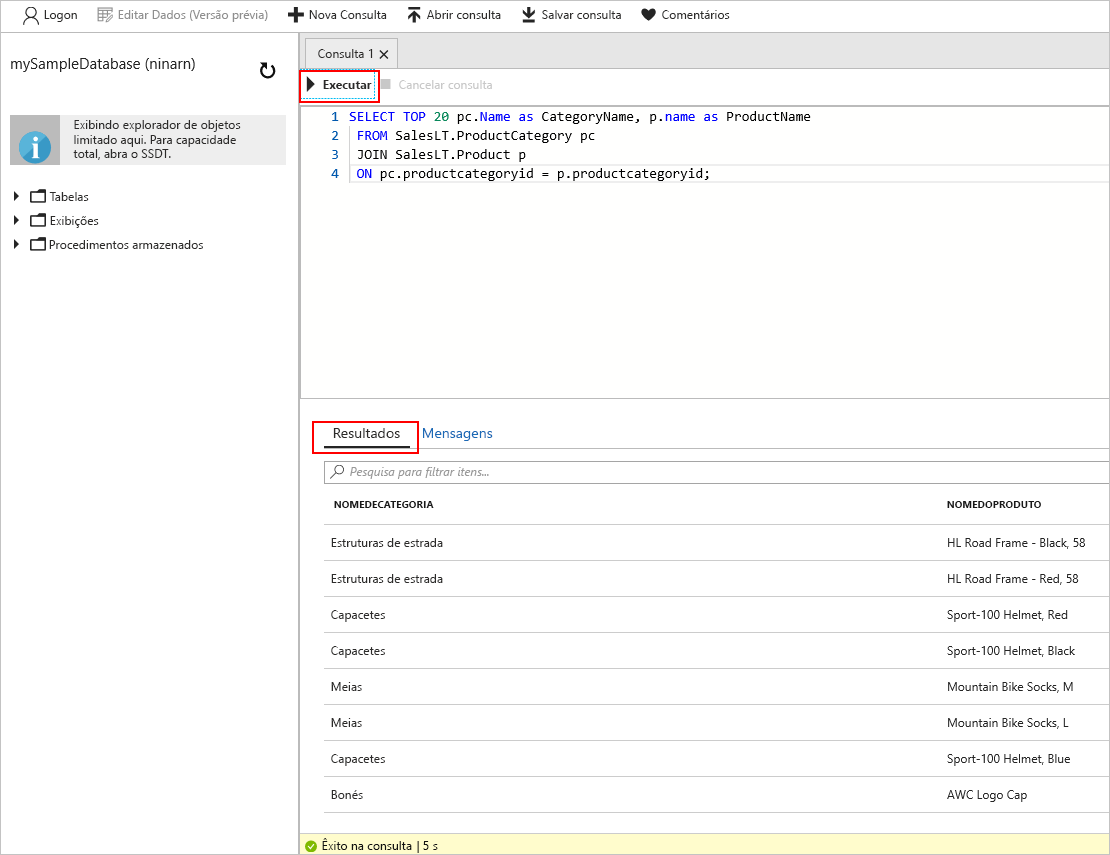 Logon Editar Dados (Versão prévia) Nova Consulta Abrir consulta Salvar consulta Comentários
mySampleDatabase (ninarn)
Exibindo explorador de objetos
limitado aqui. Para capacidade
total, abra o SSDT.
Tabelas
Exibições
Procedimentos armazenados
Consulta 1
Executar Cancelar consulta
1 SELECT TOP 20 pc.Name as CategoryName, p.name as ProductName
2 FROM SalesLT.ProductCategory pc
3 JOIN SalesLT.Product p
4 ON pc.productcategoryid = p.productcategoryid;
Resultados Mensagens
Pesquisa para filtrar itens...
NOMEDECATEGORIA NOMEDOPRODUTO
Estruturas de estrada HL Road Frame - Black, 58
Estruturas de estrada HL Road Frame - Red, 58
Capacetes Sport-100 Helmet, Red
Capacetes Sport-100 Helmet, Black
Meias Mountain Bike Socks, M
Meias Mountain Bike Socks, L
Capacetes Sport-100 Helmet, Blue
Bonés AWC Logo Cap
Êxito na consulta | 5 s